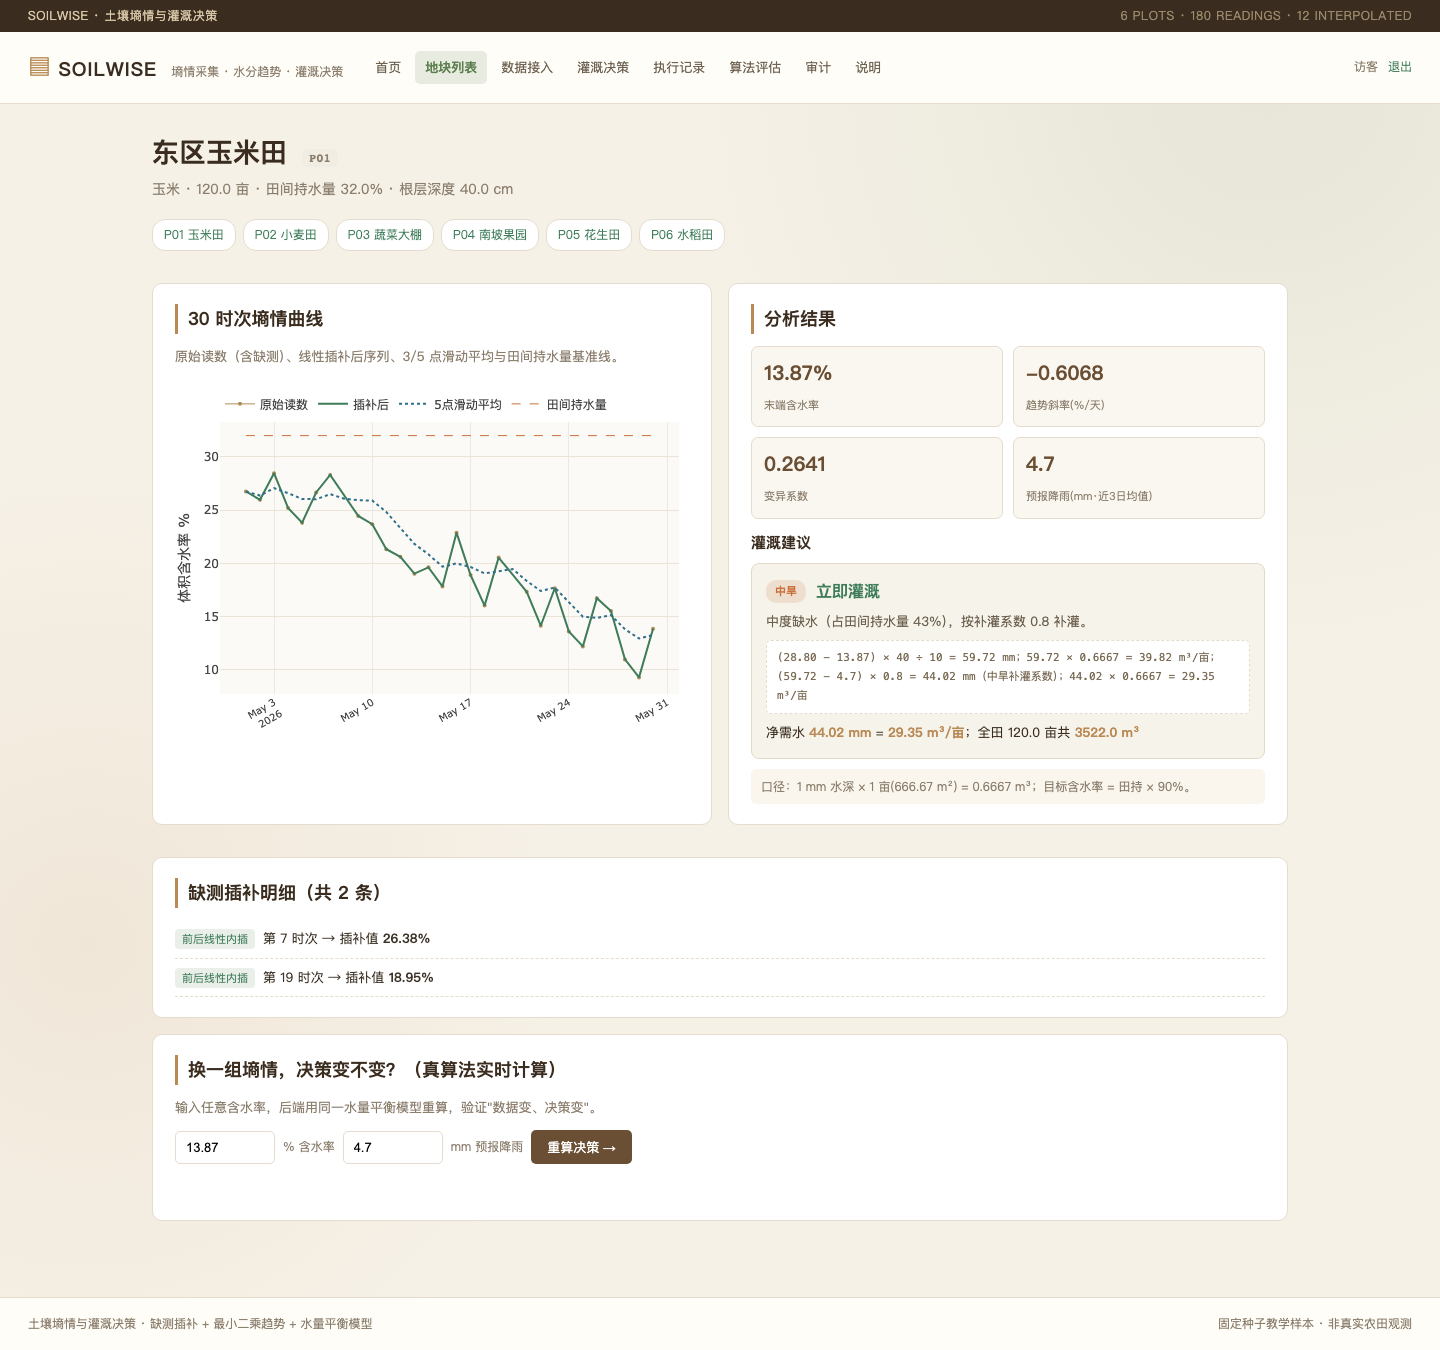 SOILWISE · 土壤墒情与灌溉决策
6 PLOTS · 180 READINGS · 12 INTERPOLATED
SOILWISE 墒情采集 · 水分趋势 · 灌溉决策 首页 地块列表 数据接入 灌溉决策 执行记录 算法评估 审计 说明 访客 退出
东区玉米田 P01
玉米 · 120.0 亩 · 田间持水量 32.0% · 根层深度 40.0 cm
P01 玉米田 P02 小麦田 P03 蔬菜大棚 P04 南坡果园 P05 花生田 P06 水稻田
30 时次墒情曲线
原始读数（含缺测）、线性插补后序列、3/5 点滑动平均与田间持水量基准线。
原始读数 插补后 5点滑动平均 田间持水量
体积含水率 %
30
25
20
15
10
May 3
2026
May 10
May 17
May 24
May 31
分析结果
13.87%
末端含水率
−0.6068
趋势斜率(%/天)
0.2641
变异系数
4.7
预报降雨(mm·近3日均值)
灌溉建议
中旱 立即灌溉
中度缺水（占田间持水量 43%），按补灌系数 0.8 补灌。
(28.80 − 13.87) × 40 ÷ 10 = 59.72 mm；59.72 × 0.6667 = 39.82 m³/亩；
(59.72 − 4.7) × 0.8 = 44.02 mm（中旱补灌系数）；44.02 × 0.6667 = 29.35
m³/亩
净需水 44.02 mm = 29.35 m³/亩；全田 120.0 亩共 3522.0 m³
口径：1 mm 水深 × 1 亩(666.67 m²) = 0.6667 m³；目标含水率 = 田持 × 90%。
缺测插补明细（共 2 条）
前后线性内插 第 7 时次 → 插补值 26.38%
前后线性内插 第 19 时次 → 插补值 18.95%
换一组墒情，决策变不变？（真算法实时计算）
输入任意含水率，后端用同一水量平衡模型重算，验证"数据变、决策变"。
13.87 % 含水率 4.7 mm 预报降雨 重算决策 →
土壤墒情与灌溉决策 · 缺测插补 + 最小二乘趋势 + 水量平衡模型
固定种子教学样本 · 非真实农田观测